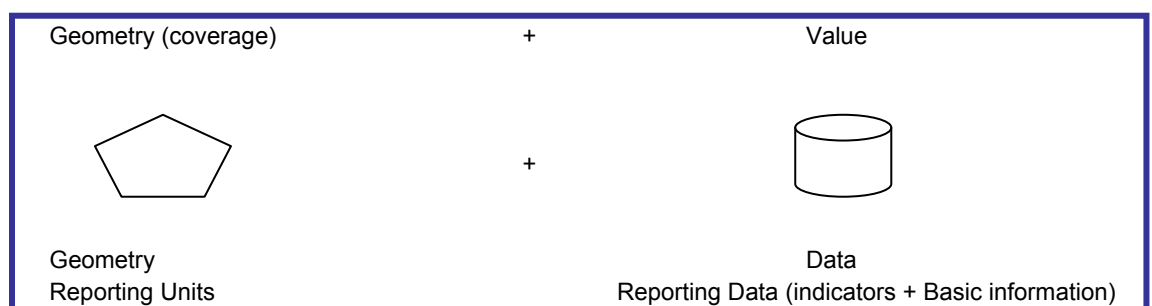 Geometry (coverage) + Value
+
Geometry Data
Reporting Units Reporting Data (indicators + Basic information)